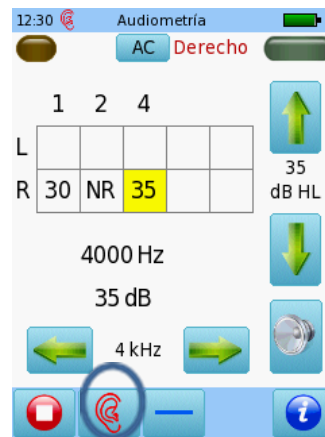 12:30 Audiometría
AC Derecho
1 2 4
L
R 30 NR 35
35
dB HL
4000 Hz
35 dB
4 kHz
i